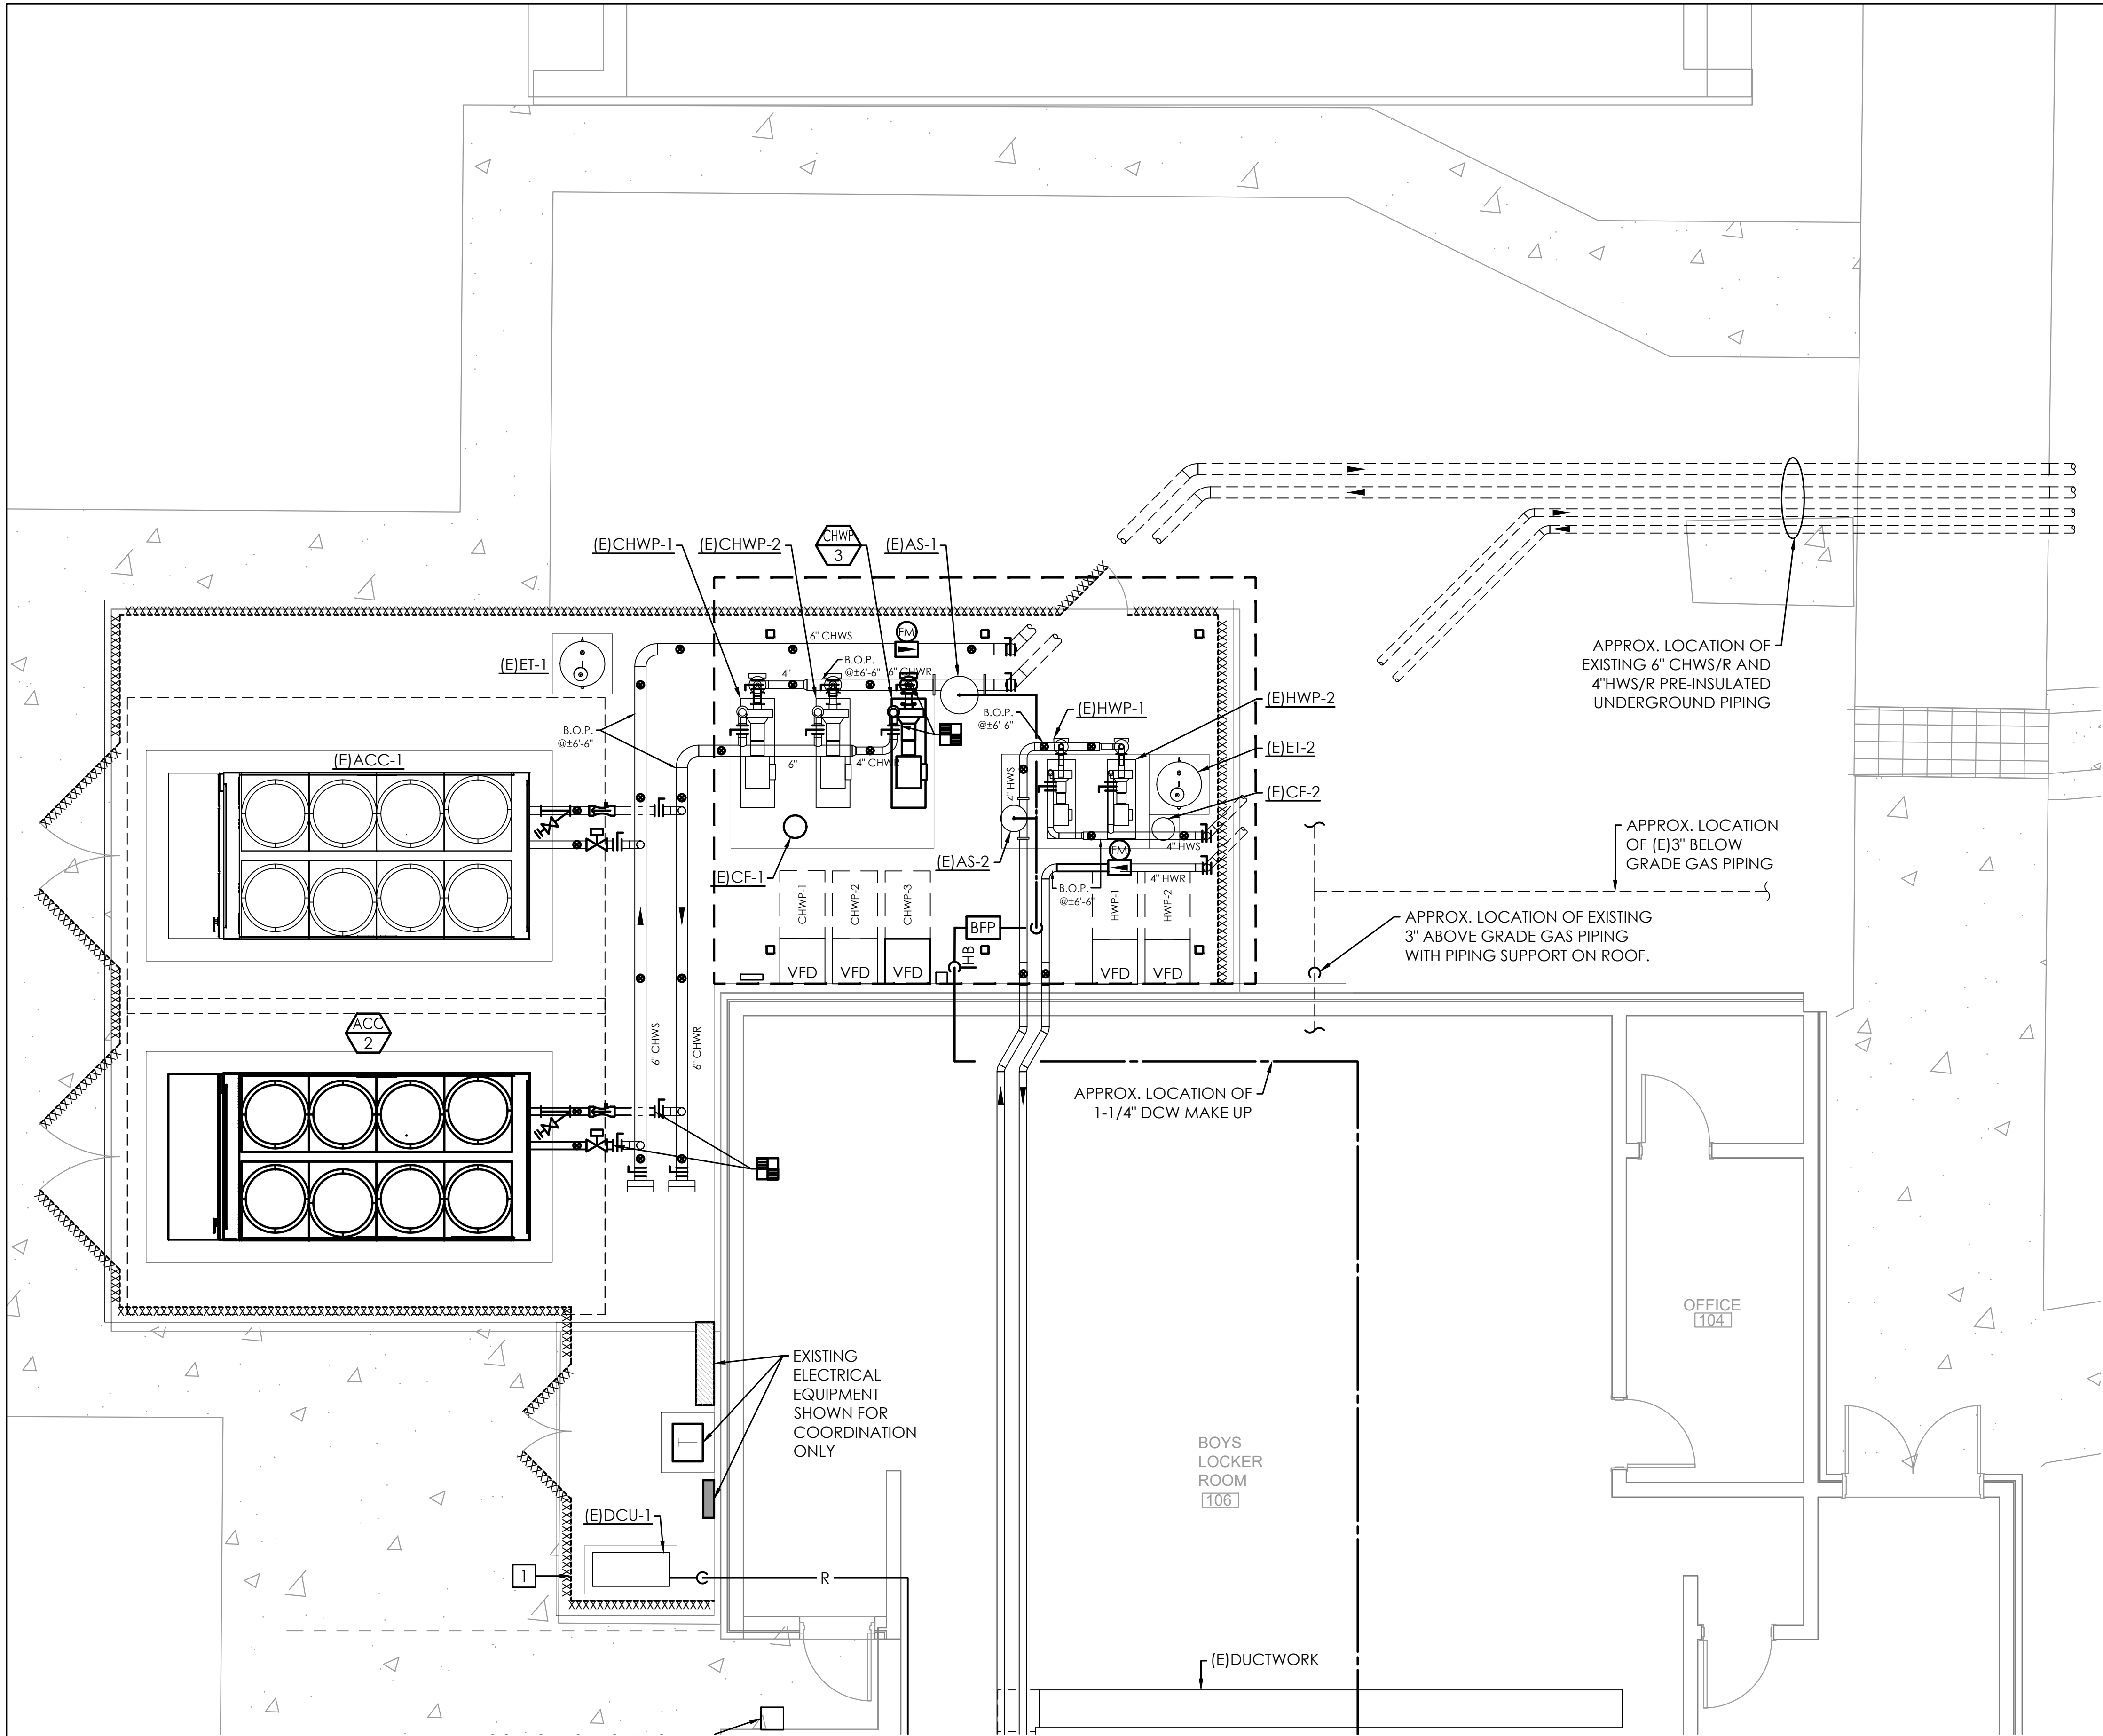 (E)CHWP-1
(E)CHWP-2
CHWP
3
(E)AS-1
6" CHWS
FM
(E)ET-1
4"
B.O.P.
@±6'-6"
6" CHWR
B.O.P.
@±6'-6"
6"
4" CHWR
APPROX. LOCATION OF
EXISTING 6" CHWS/R AND
4"HWS/R PRE-INSULATED
UNDERGROUND PIPING
B.O.P.
@±6'-6"
(E)HWP-1
(E)HWP-2
(E)ET-2
(E)CF-2
4" HWS
(E)ACC-1
(E)CF-1
(E)AS-2
FM
4" HWS
4" HWR
B.O.P.
@±6'-6"
APPROX. LOCATION
OF (E)3" BELOW
GRADE GAS PIPING
CHWP-1
CHWP-2
CHWP-3
HWP-1
HWP-2
VFD
VFD
VFD
BFP
HB
VFD
VFD
APPROX. LOCATION OF EXISTING
3" ABOVE GRADE GAS PIPING
WITH PIPING SUPPORT ON ROOF.
ACC
2
6" CHWS
6" CHWR
APPROX. LOCATION OF
1-1/4" DCW MAKE UP
OFFICE
104
EXISTING
ELECTRICAL
EQUIPMENT
SHOWN FOR
COORDINATION
ONLY
T
BOYS
LOCKER
ROOM
106
(E)DCU-1
1
R
(E)DUCTWORK